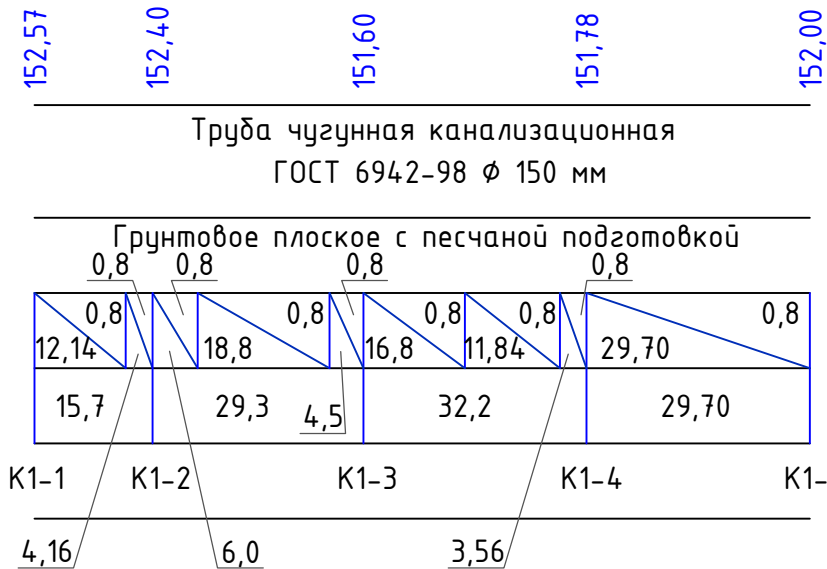 152,57 152,40 151,60 151,78 152,00
Труба чугунная канализационная
ГОСТ 6942-98 Ф 150 мм
Грунтовое плоское с песчаной подготовкой
0,8 0,8 0,8 0,8
0,8 0,8 0,8 0,8 0,8
12,14 18,8 16,8 11,84 29,70
15,7 29,3 4,5 32,2 29,70
К1-1 К1-2 К1-3 К1-4 К1-
4,16 6,0 3,56